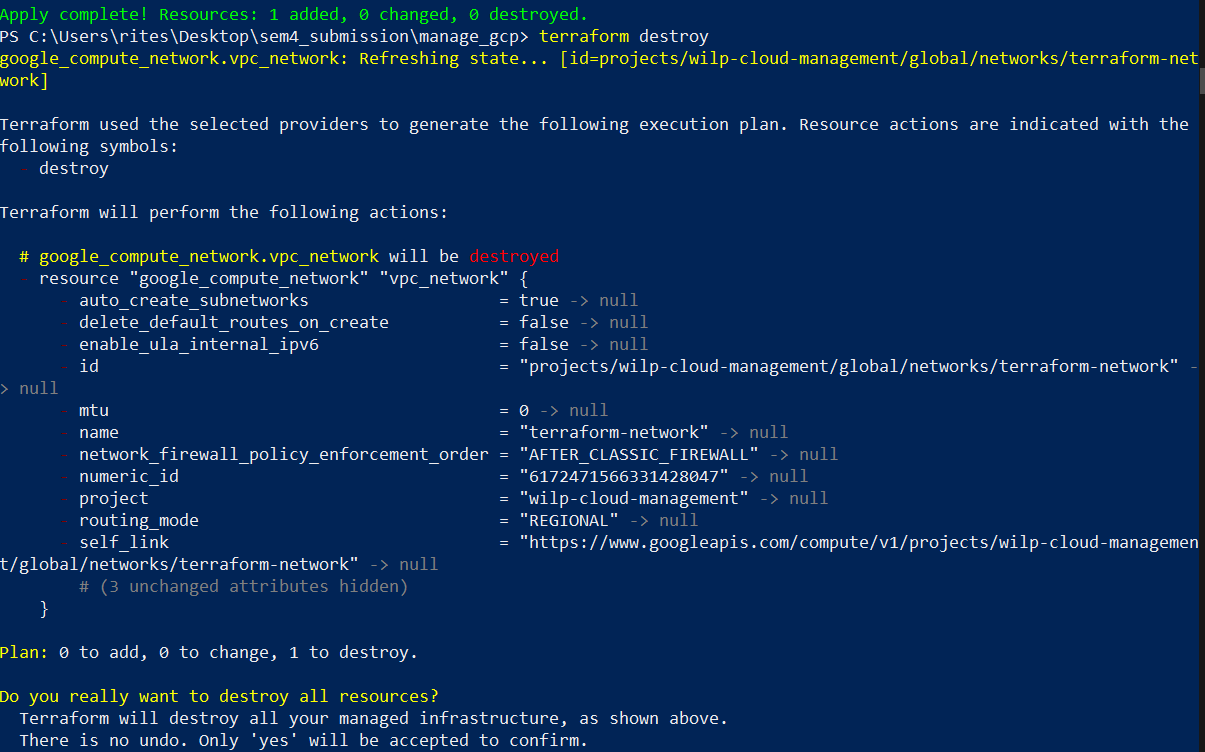 Apply complete! Resources: 1 added, 0 changed, 0 destroyed.
PS C:\Users\rites\Desktop\sem4_submission\manage_gcp> terraform destroy
google_compute_network.vpc_network: Refreshing state... [id=projects/wilp-cloud-management/global/networks/terraform-net
work]
Terraform used the selected providers to generate the following execution plan. Resource actions are indicated with the
following symbols:
  - destroy
Terraform will perform the following actions:
  # google_compute_network.vpc_network will be destroyed
  - resource "google_compute_network" "vpc_network" {
      - auto_create_subnetworks                   = true -> null
      - delete_default_routes_on_create           = false -> null
      - enable_ula_internal_ipv6                  = false -> null
      - id                                        = "projects/wilp-cloud-management/global/networks/terraform-network" -
> null
      - mtu                                       = 0 -> null
      - name                                      = "terraform-network" -> null
      - network_firewall_policy_enforcement_order = "AFTER_CLASSIC_FIREWALL" -> null
      - numeric_id                                = "6172471566331428047" -> null
      - project                                   = "wilp-cloud-management" -> null
      - routing_mode                              = "REGIONAL" -> null
      - self_link                                 = "https://www.googleapis.com/compute/v1/projects/wilp-cloud-managemen
t/global/networks/terraform-network" -> null
        # (3 unchanged attributes hidden)
    }
Plan: 0 to add, 0 to change, 1 to destroy.
Do you really want to destroy all resources?
  Terraform will destroy all your managed infrastructure, as shown above.
  There is no undo. Only 'yes' will be accepted to confirm.